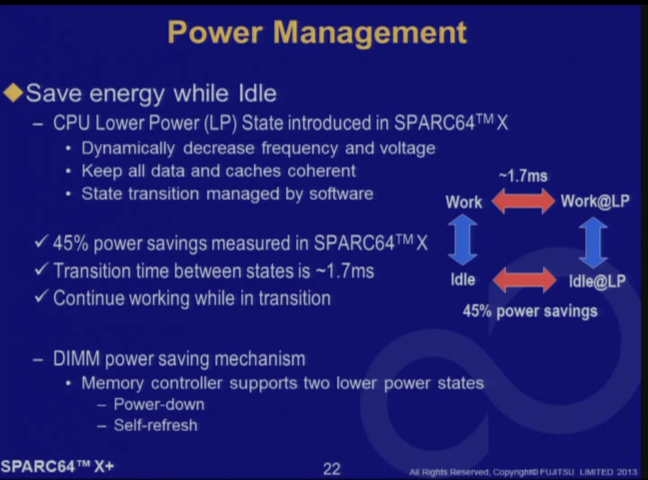 Power Management
Save energy while Idle
– CPU Lower Power (LP) State introduced in SPARC64™ X
• Dynamically decrease frequency and voltage
• Keep all data and caches coherent
• State transition managed by software
✓ 45% power savings measured in SPARC64™ X
✓ Transition time between states is ~1.7ms
✓ Continue working while in transition
~1.7ms
Work
Work@LP
Idle
Idle@LP
45% power savings
– DIMM power saving mechanism
• Memory controller supports two lower power states
– Power-down
– Self-refresh
SPARC64™ X+
22
All Rights Reserved, Copyright© FUJITSU LIMITED 2013